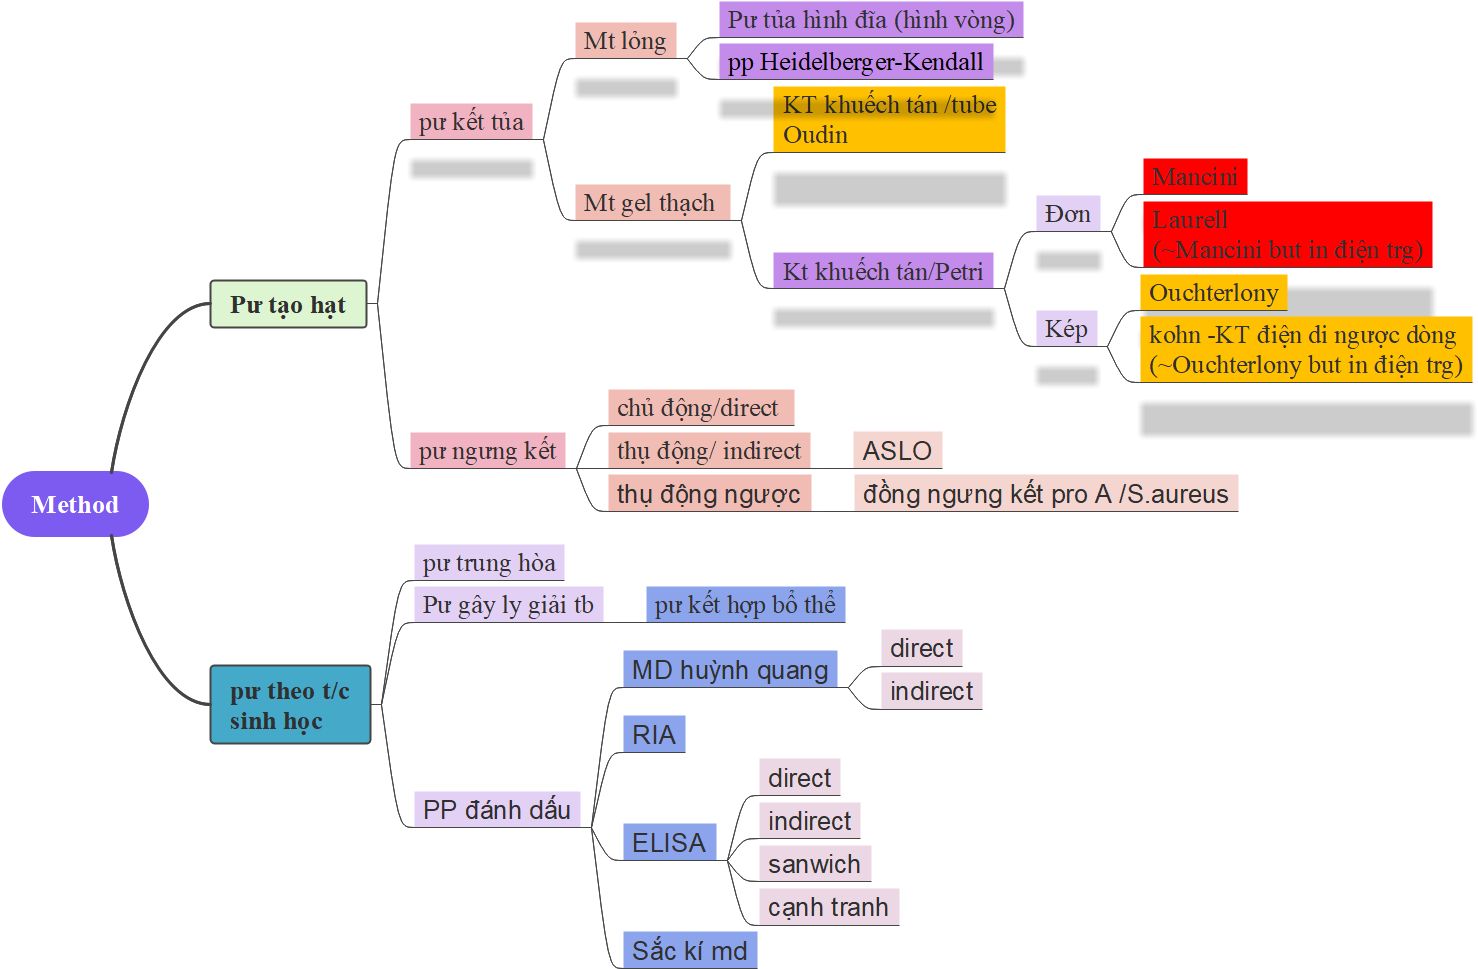 Method
Pư tạo hạt
pư kết tủa
Mt lỏng
Pư tủa hình đĩa (hình vòng)
pp Heidelberger-Kendall
Mt gel thạch
KT khuếch tán /tube
Oudin
Kt khuếch tán/Petri
Đơn
Mancini
Laurell
(~Mancini but in điện trg)
Kép
Ouchterlony
kohn -KT điện di ngược dòng
(~Ouchterlony but in điện trg)
pư ngưng kết
chủ động/direct
thụ động/ indirect
ASLO
thụ động ngược
đồng ngưng kết pro A /S.aureus
pư theo t/c
sinh học
pư trung hòa
Pư gây ly giải tb
pư kết hợp bổ thể
PP đánh dấu
MD huỳnh quang
direct
indirect
RIA
ELISA
direct
indirect
sanwich
cạnh tranh
Sắc kí md